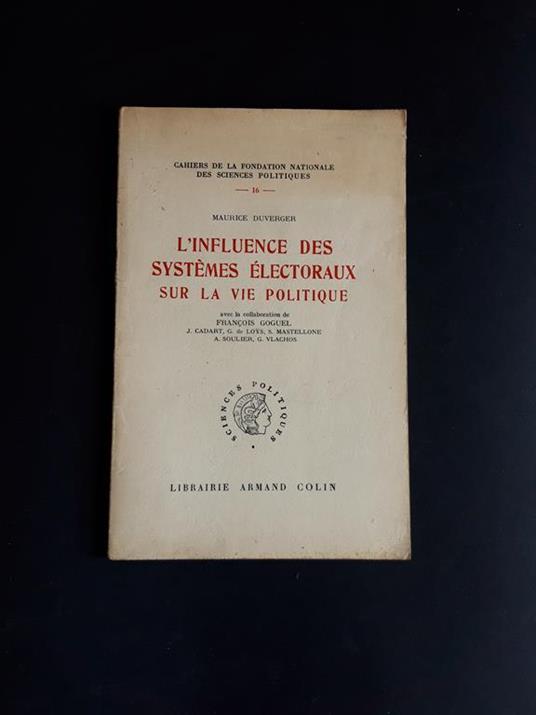 CAHIERS DE LA FONDATION NATIONALE
DES SCIENCES POLITIQUES
— 16 —
MAURICE DUVERGER
L'INFLUENCE DES
SYSTÈMES ÉLECTORAUX
SUR LA VIE POLITIQUE
avec la collaboration de
FRANÇOIS GOGUEL
J. CADART, G. de LOŸS, S. MASTELLONE
A. SOULIER, G. VLACHOS
SCIENCES POLITIQUES
LIBRAIRIE ARMAND COLIN